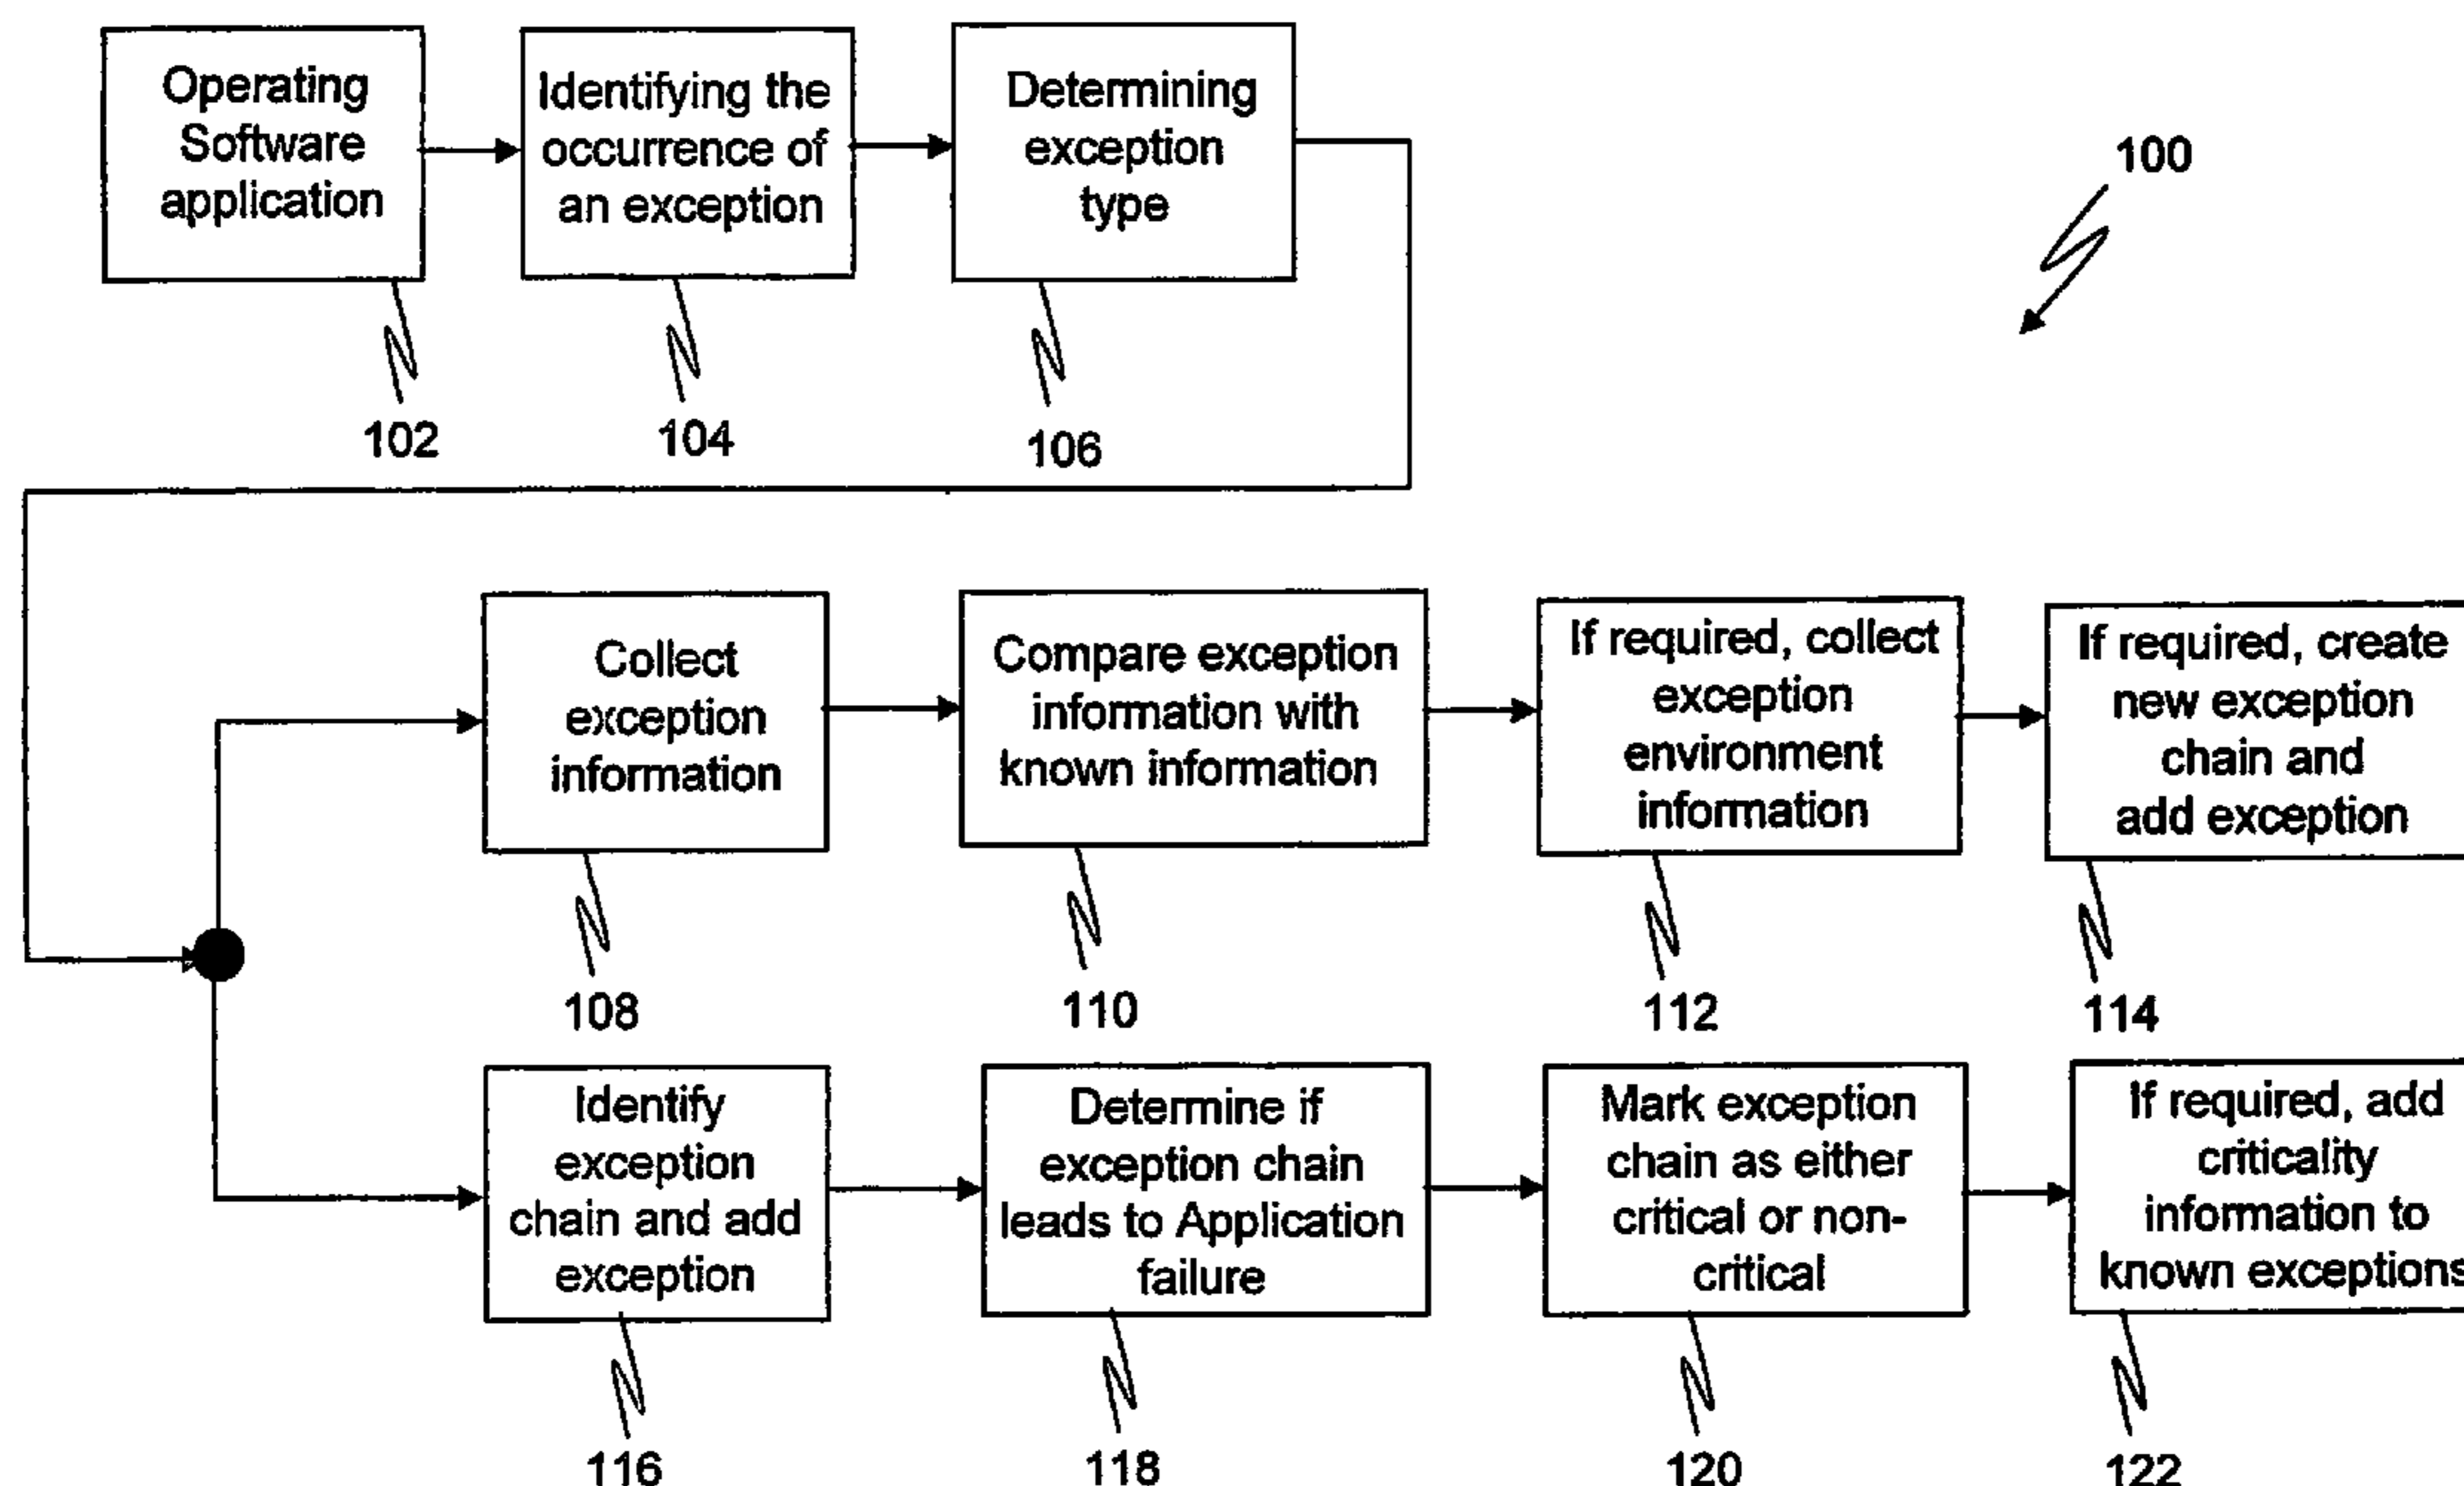 Operating
Software
application
Identifying the
occurrence of
an exception
Determining
exception
type
100
102
104
106
Collect
exception
information
Compare exception
information with
known information
If required, collect
exception
environment
information
If required, create
new exception
chain and
add exception
108
110
112
114
Identify
exception
chain and add
exception
Determine if
exception chain
leads to Application
failure
Mark exception
chain as either
critical or non-
critical
If required, add
criticality
information to
known exceptions
116
118
120
122